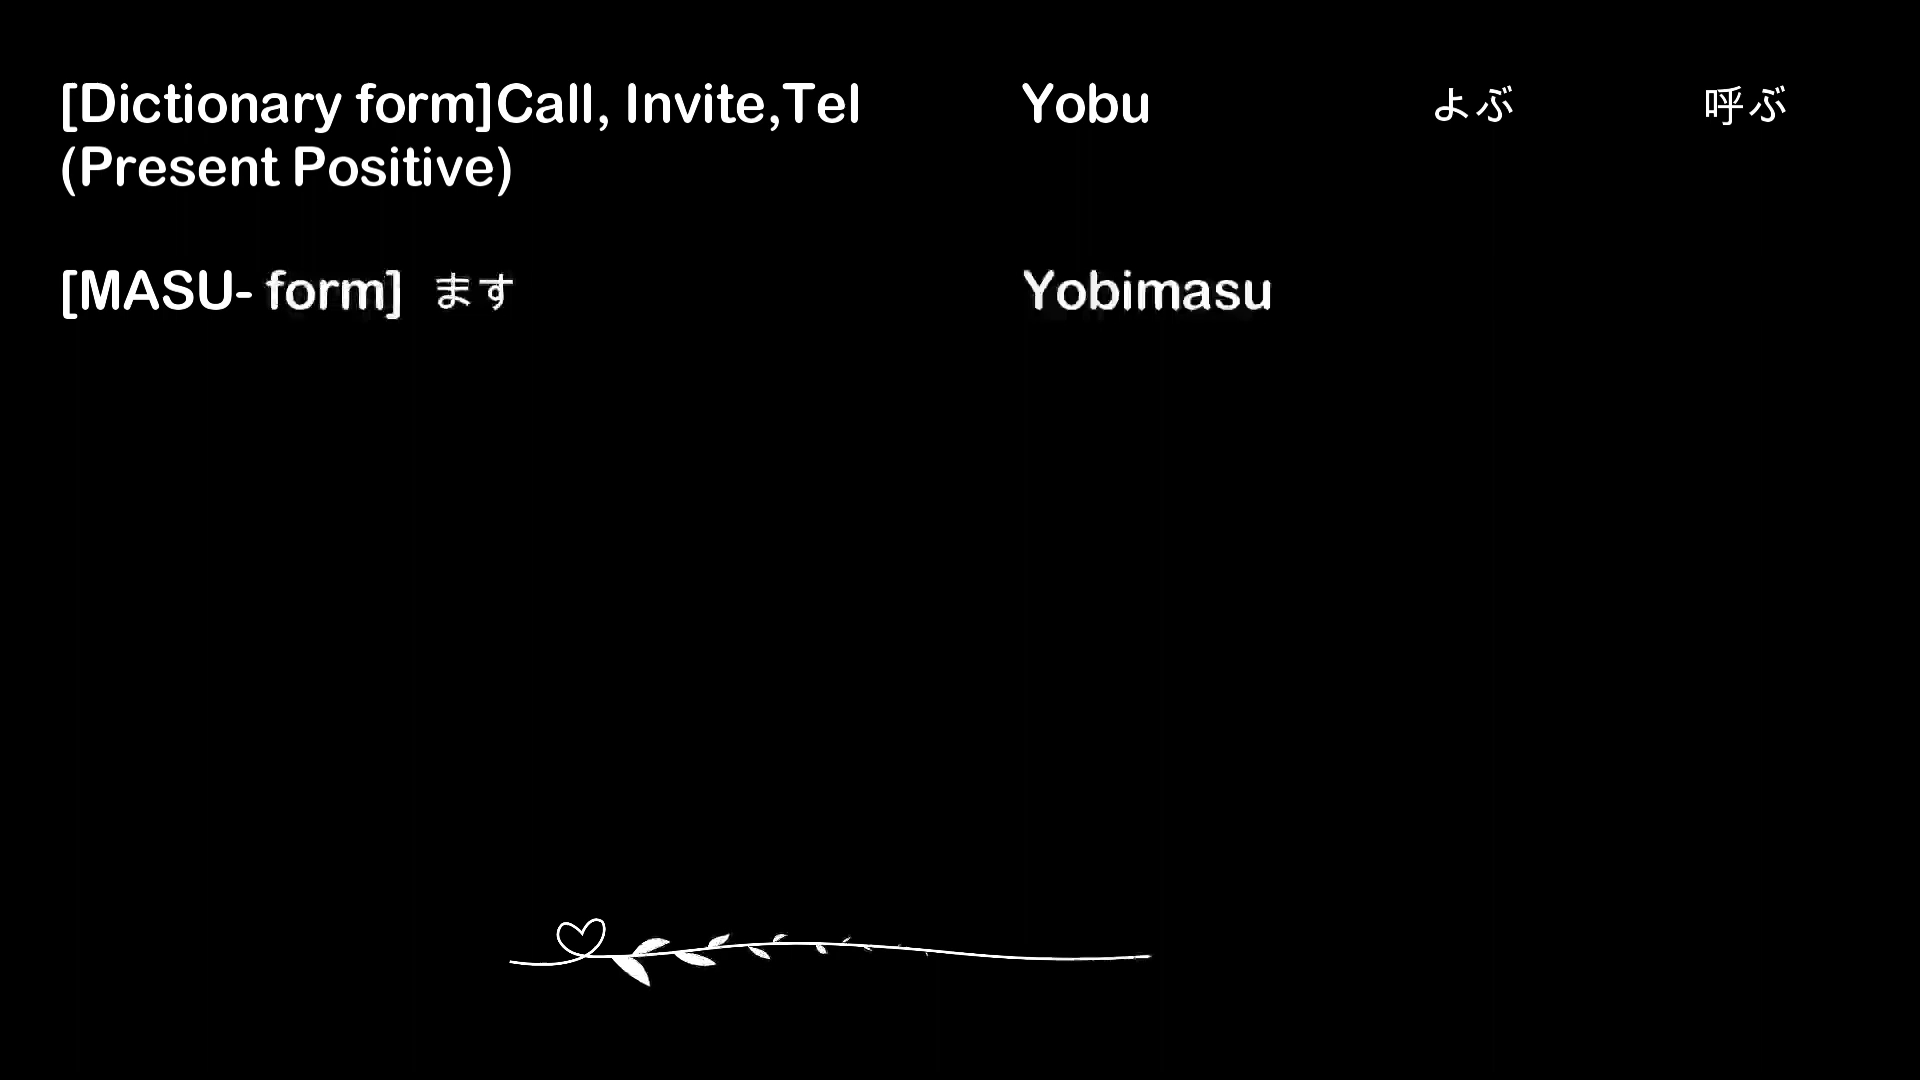 [Dictionary form]Call, Invite,Tel Yobu よぶ 呼ぶ
(Present Positive)
[MASU- form] ます Yobimasu